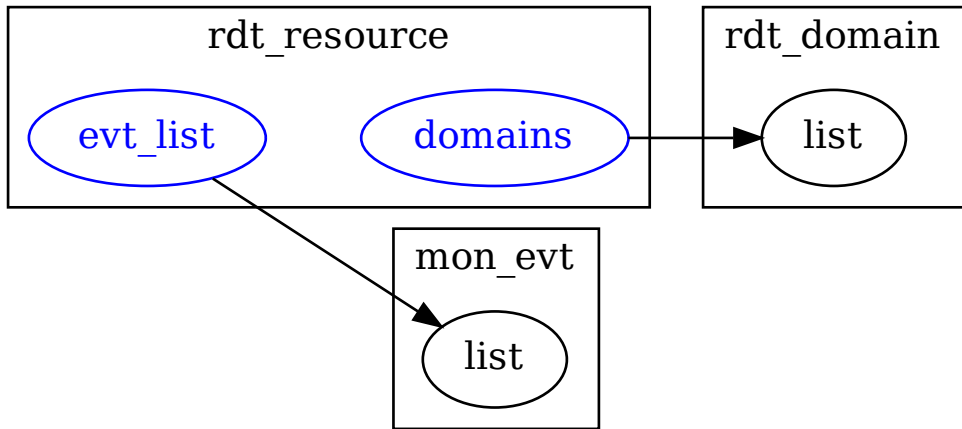 rdt_resource
rdt_domain
evt_list
domains
list
mon_evt
list